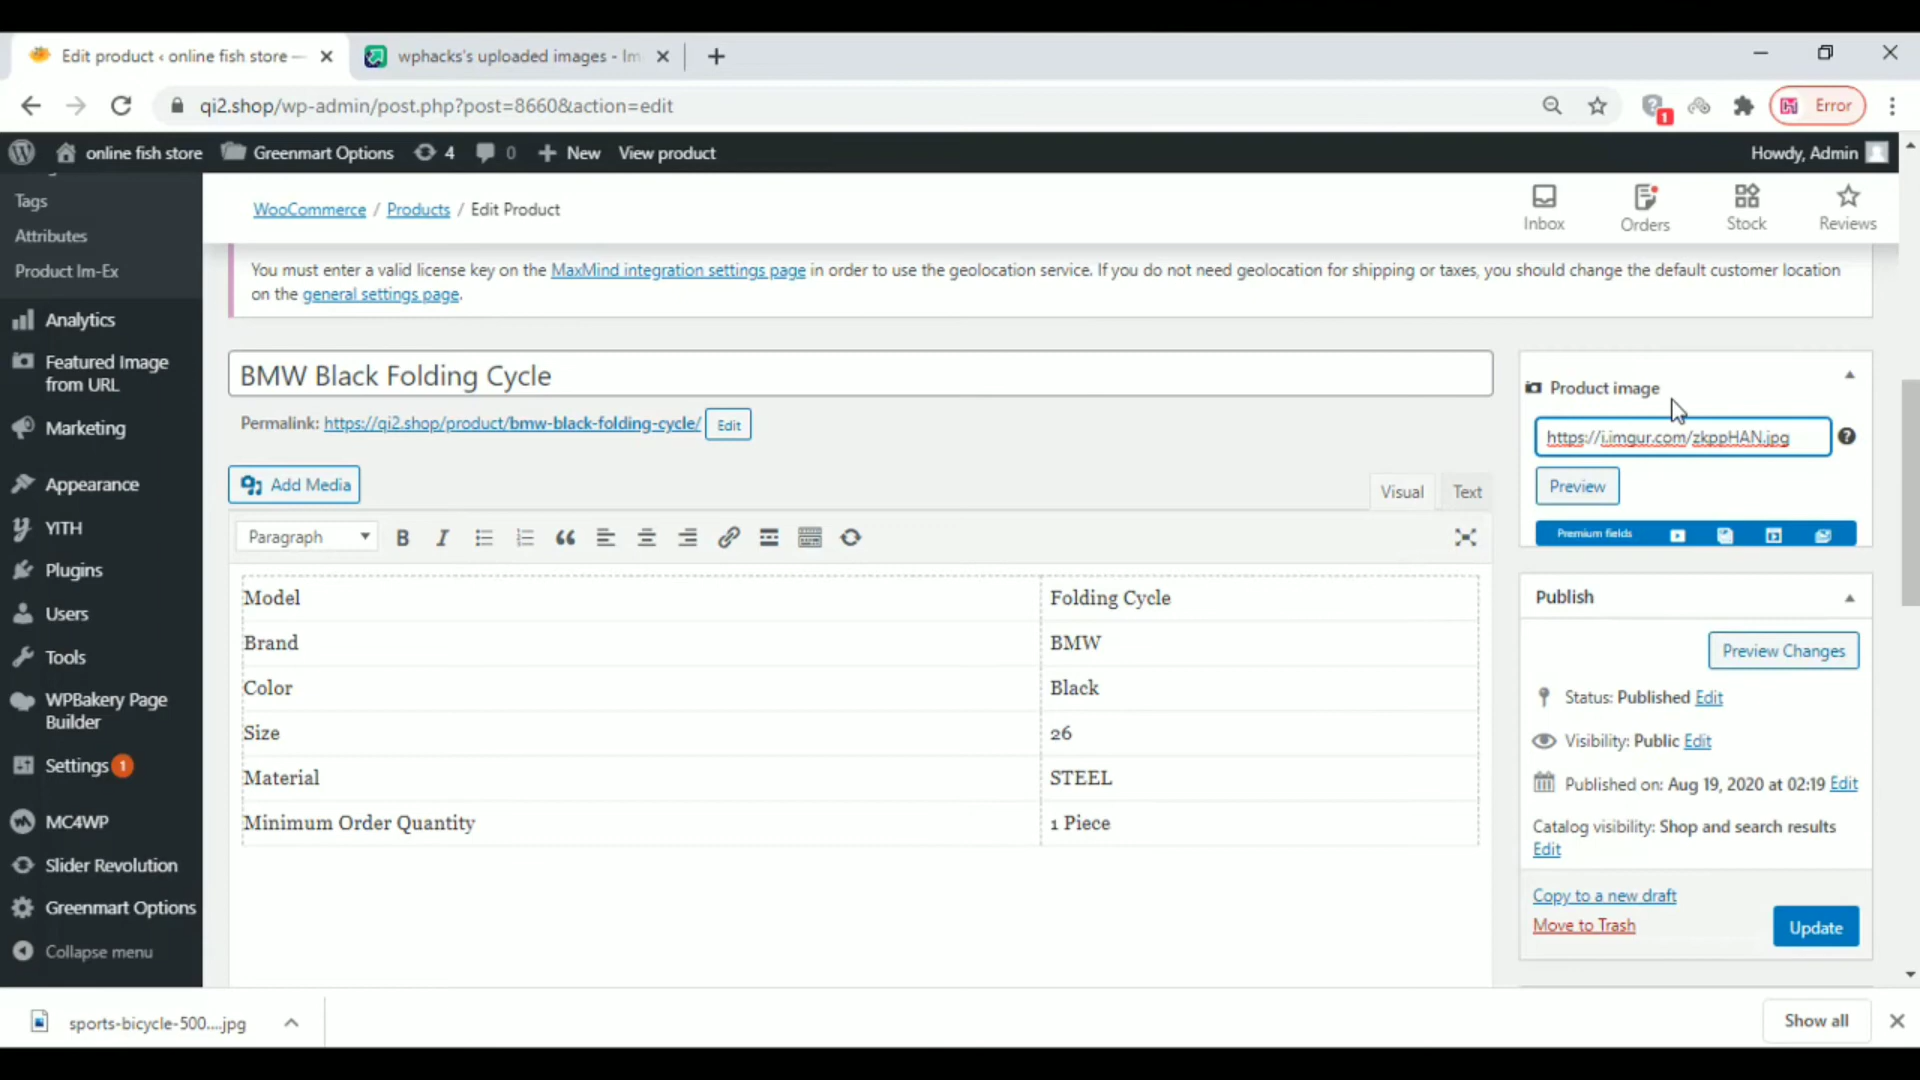 Edit product ‹ online fish store —
wphacks's uploaded images - Im
qi2.shop/wp-admin/post.php?post=8660&action=edit
1
Error
online fish store
Greenmart Options
4
0
New
View product
Howdy, Admin
Tags
Attributes
Product Im-Ex
Analytics
Featured Image
from URL
Marketing
Appearance
YITH
Plugins
Users
Tools
WPBakery Page
Builder
Settings 1
MC4WP
Slider Revolution
Greenmart Options
Collapse menu
WooCommerce / Products / Edit Product
Inbox
Orders
Stock
Reviews
You must enter a valid license key on the MaxMind integration settings page in order to use the geolocation service. If you do not need geolocation for shipping or taxes, you should change the default customer location
on the general settings page.
BMW Black Folding Cycle
Permalink: https://qi2.shop/product/bmw-black-folding-cycle/ Edit
Add Media
Visual
Text
Paragraph
Model Folding Cycle
Brand BMW
Color Black
Size 26
Material STEEL
Minimum Order Quantity 1 Piece
Product image
https://i.imgur.com/zkppHAN.jpg
Preview
Premium fields
Publish
Preview Changes
Status: Published Edit
Visibility: Public Edit
Published on: Aug 19, 2020 at 02:19 Edit
Catalog visibility: Shop and search results
Edit
Copy to a new draft
Move to Trash
Update
sports-bicycle-500....jpg
Show all